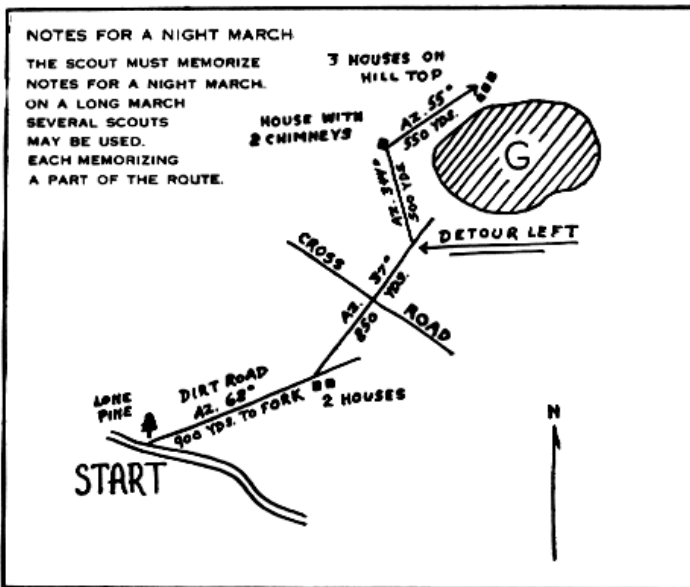 NOTES FOR A NIGHT MARCH
THE SCOUT MUST MEMORIZE
NOTES FOR A NIGHT MARCH.
ON A LONG MARCH
SEVERAL SCOUTS
MAY BE USED.
EACH MEMORIZING
A PART OF THE ROUTE.
3 HOUSES ON
HILL TOP
AZ. 55°
550 YDS.
HOUSE WITH
2 CHIMNEYS
G
AZ. 344°
500 YDS.
DETOUR LEFT
CROSS
ROAD
AZ. 37°
850 YDS.
DIRT ROAD
AZ. 68°
900 YDS. TO FORK
2 HOUSES
LONE
PINE
START
N